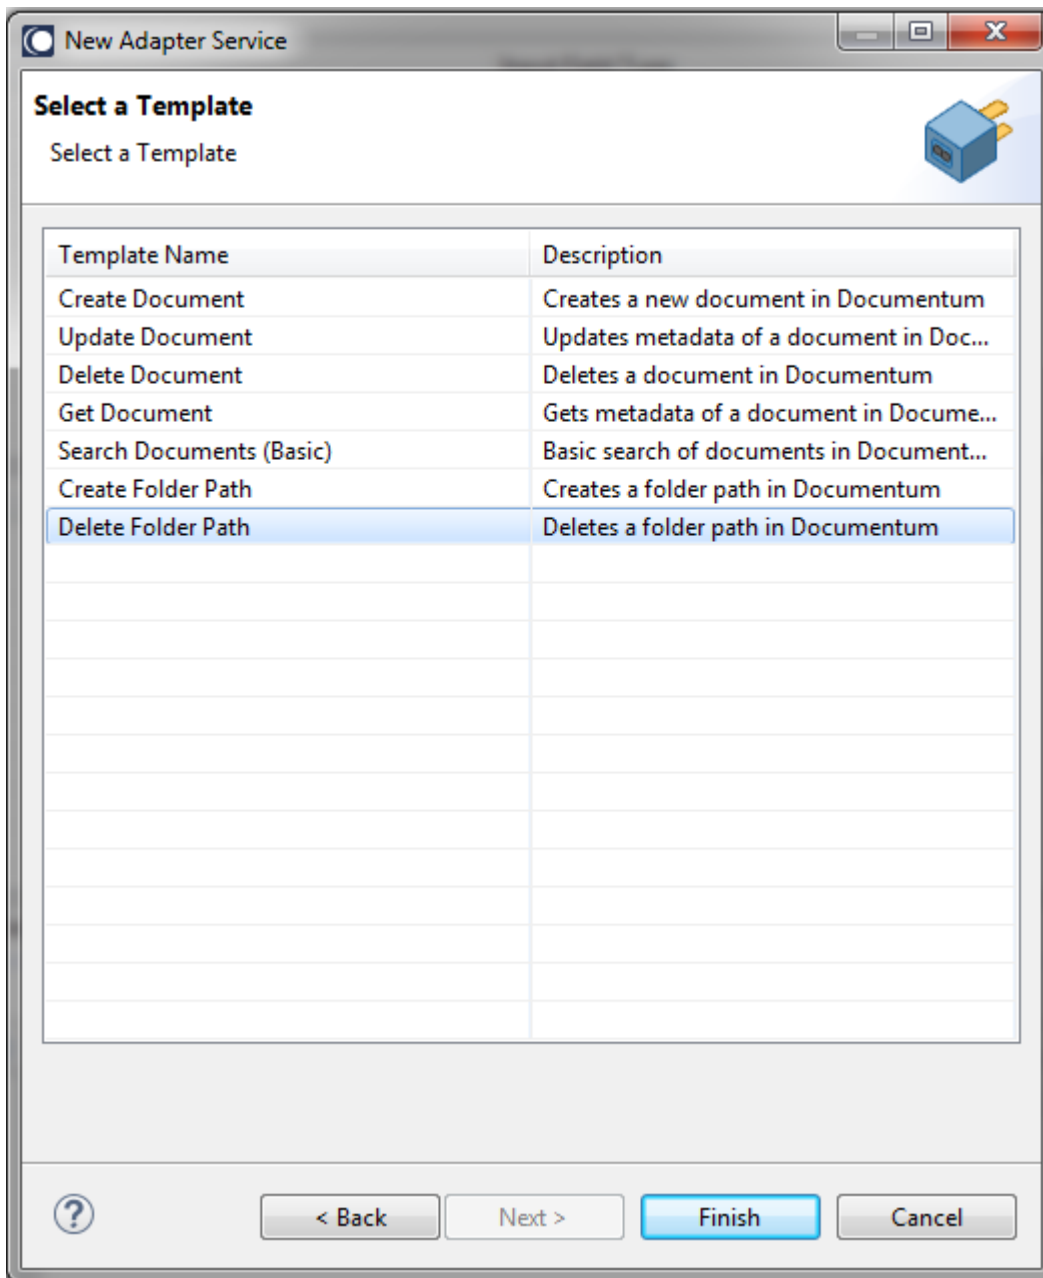 New Adapter Service
Select a Template
Select a Template
Template Name Description
Create Document Creates a new document in Documentum
Update Document Updates metadata of a document in Doc...
Delete Document Deletes a document in Documentum
Get Document Gets metadata of a document in Docume...
Search Documents (Basic) Basic search of documents in Document...
Create Folder Path Creates a folder path in Documentum
Delete Folder Path Deletes a folder path in Documentum
? < Back Next > Finish Cancel